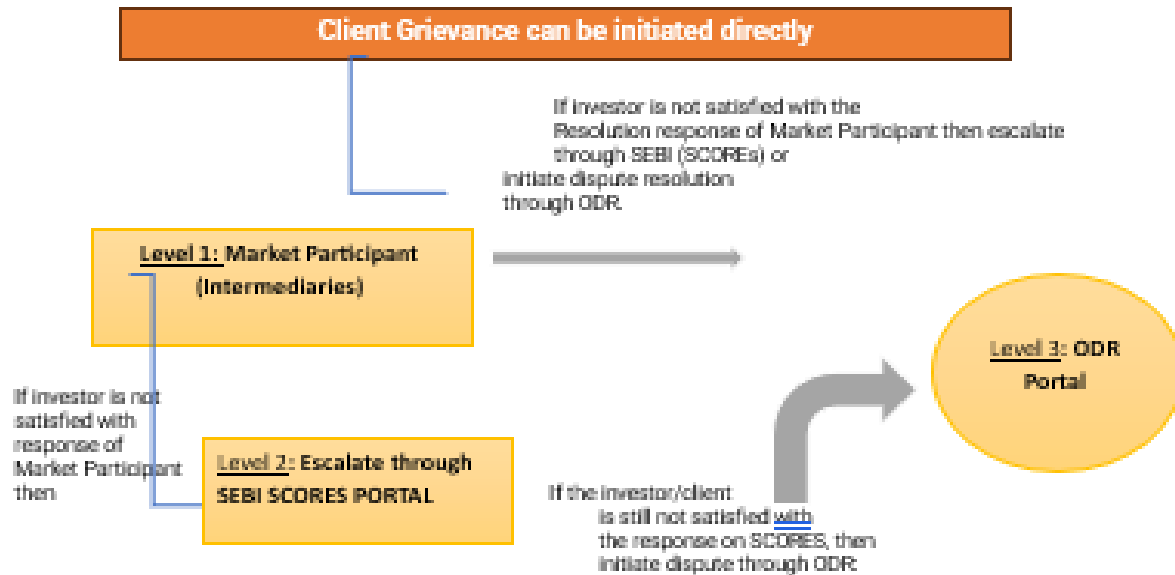 Client Grievance can be initiated directly
If investor is not satisfied with the
Resolution response of Market Participant then escalate
through SEBI (SCOREs) or
initiate dispute resolution
through ODR.
Level 1: Market Participant
(Intermediaries)
Level 3: ODR
Portal
If investor is not
satisfied with
response of
Market Participant
then
Level 2: Escalate through
SEBI SCORES PORTAL
If the investor/client
is still not satisfied with
the response on SCORES, then
initiate dispute through ODR: